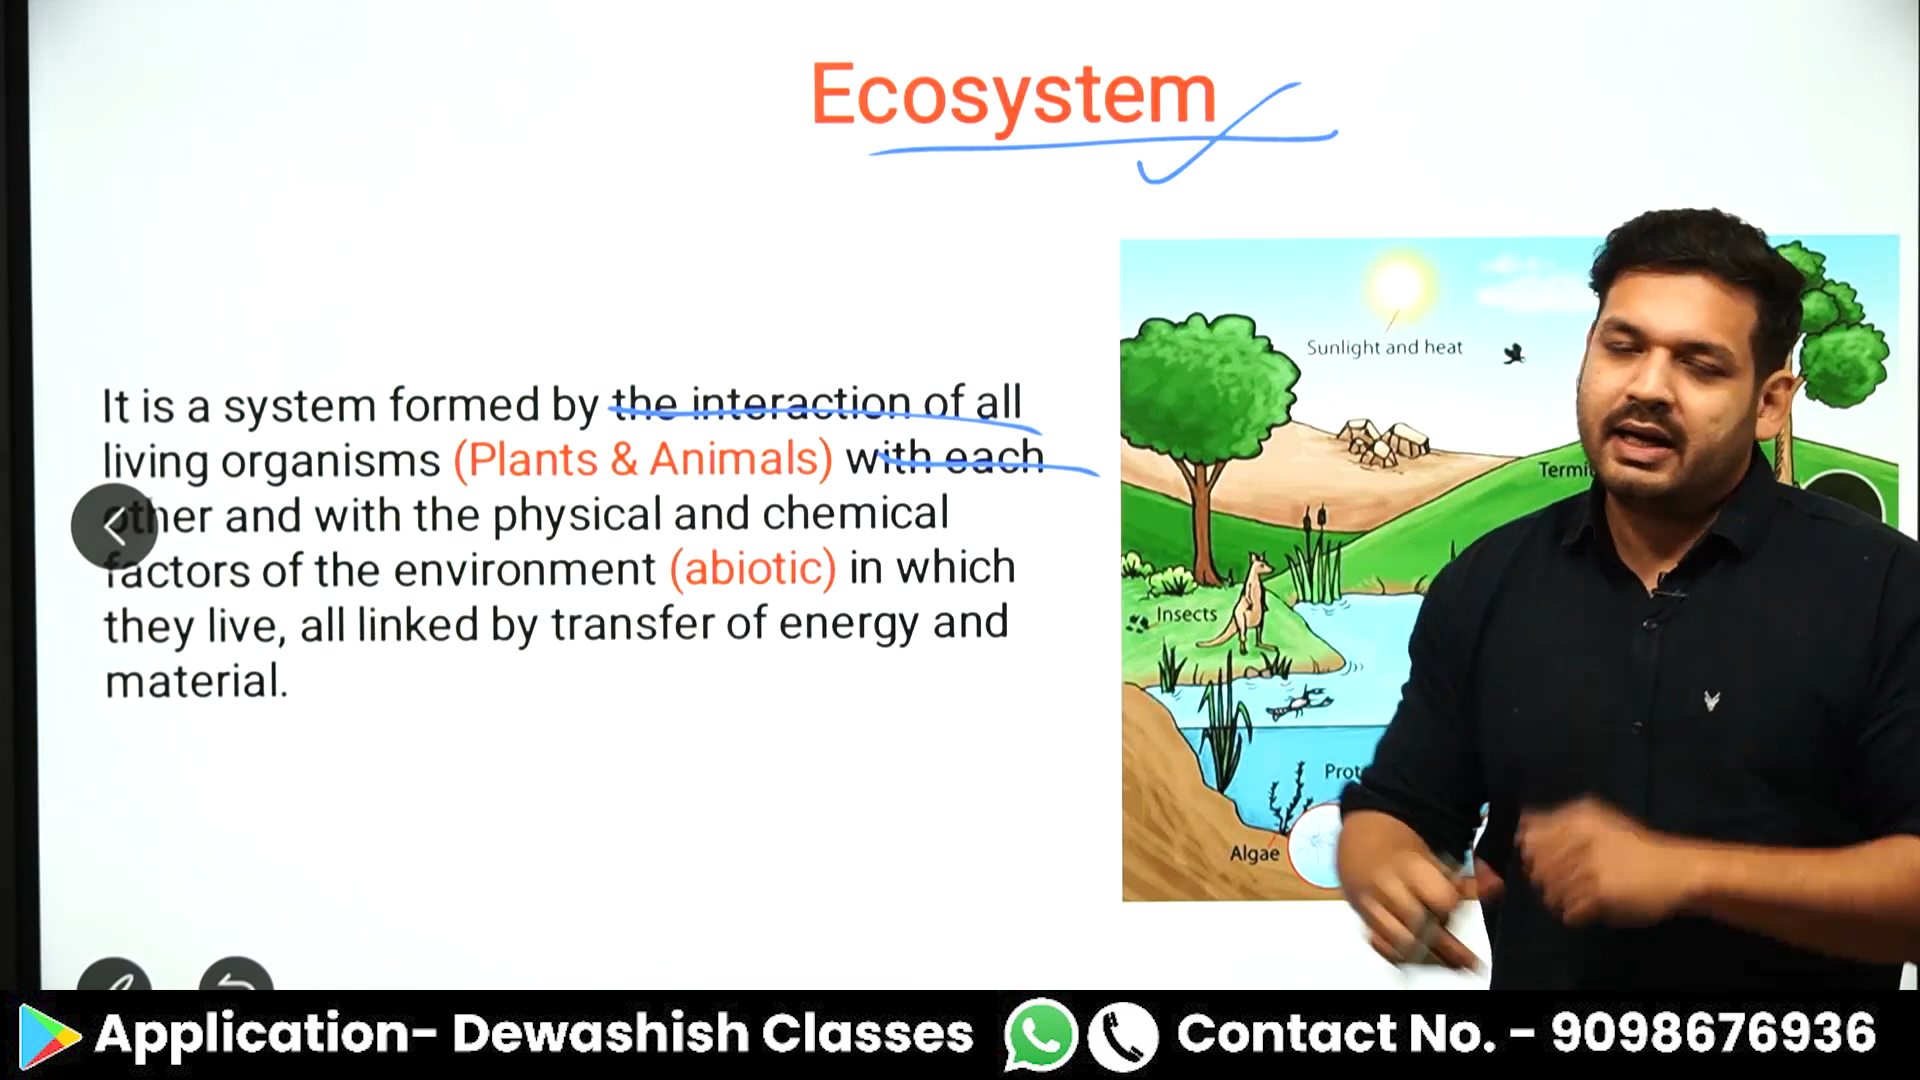 Ecosystem
It is a system formed by the interaction of all
living organisms (Plants & Animals) with each
other and with the physical and chemical
factors of the environment (abiotic) in which
they live, all linked by transfer of energy and
material.
Sunlight and heat
Insects
Algae
Application- Dewashish Classes
Contact No. - 9098676936